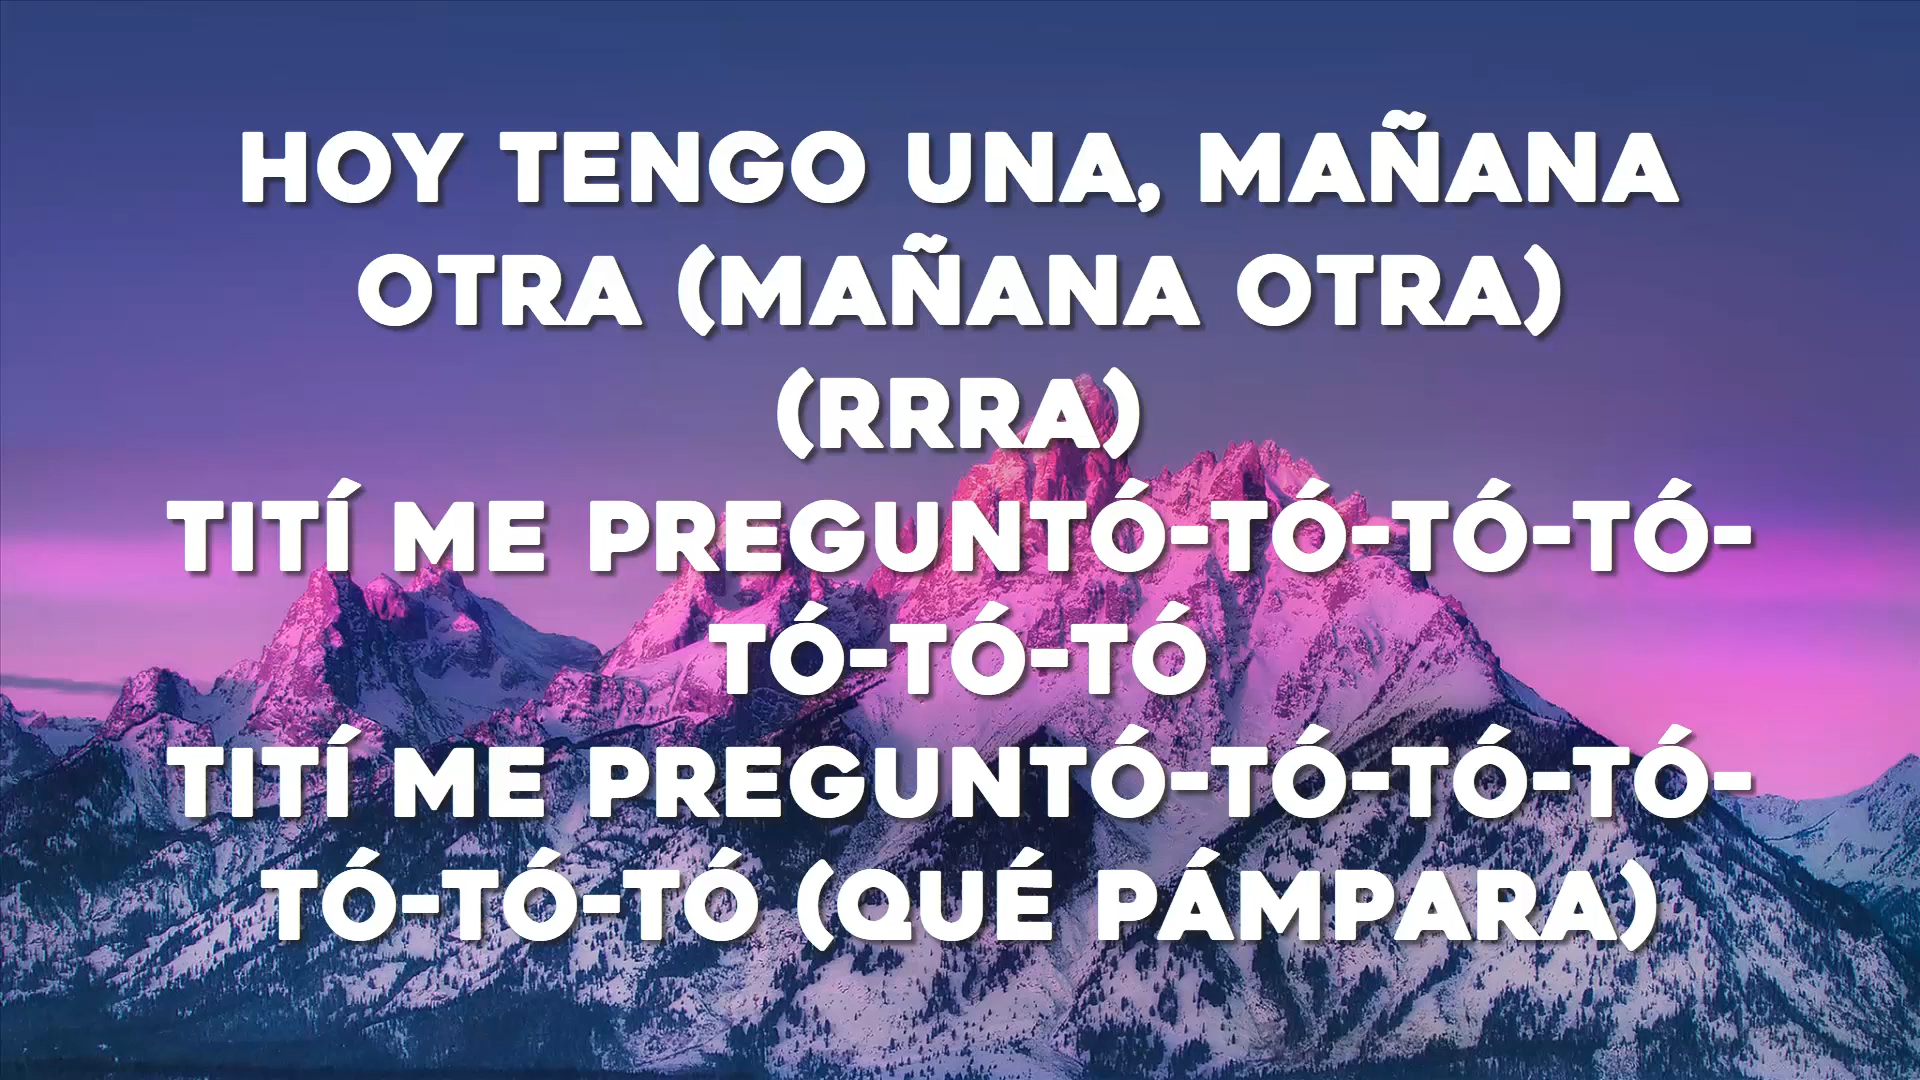 HOY TENGO UNA, MAÑANA
OTRA (MAÑANA OTRA)
(RRRA)
TITÍ ME PREGUNTÓ-TÓ-TÓ-TÓ-
TÓ-TÓ-TÓ
TITÍ ME PREGUNTÓ-TÓ-TÓ-TÓ-
TÓ-TÓ-TÓ (QUÉ PÁMPARA)